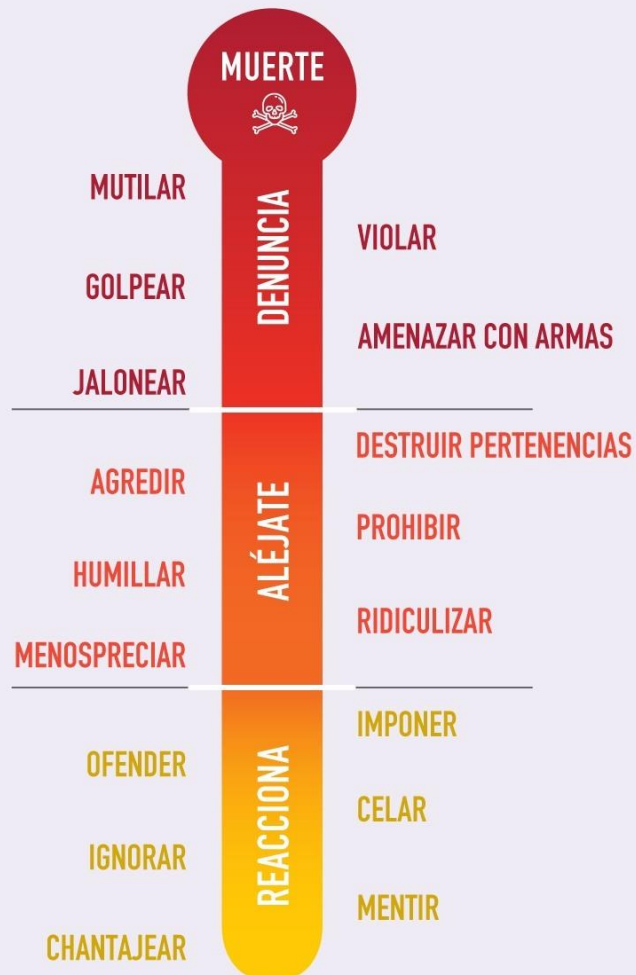 MUERTE
MUTILAR
DENUNCIA
VIOLAR
GOLPEAR
AMENAZAR CON ARMAS
JALONEAR
DESTRUIR PERTENENCIAS
AGREDIR
ALÉJATE
PROHIBIR
HUMILLAR
RIDICULIZAR
MENOSPRECIAR
IMPONER
OFENDER
REACCIONA
CELAR
IGNORAR
MENTIR
CHANTAJEAR